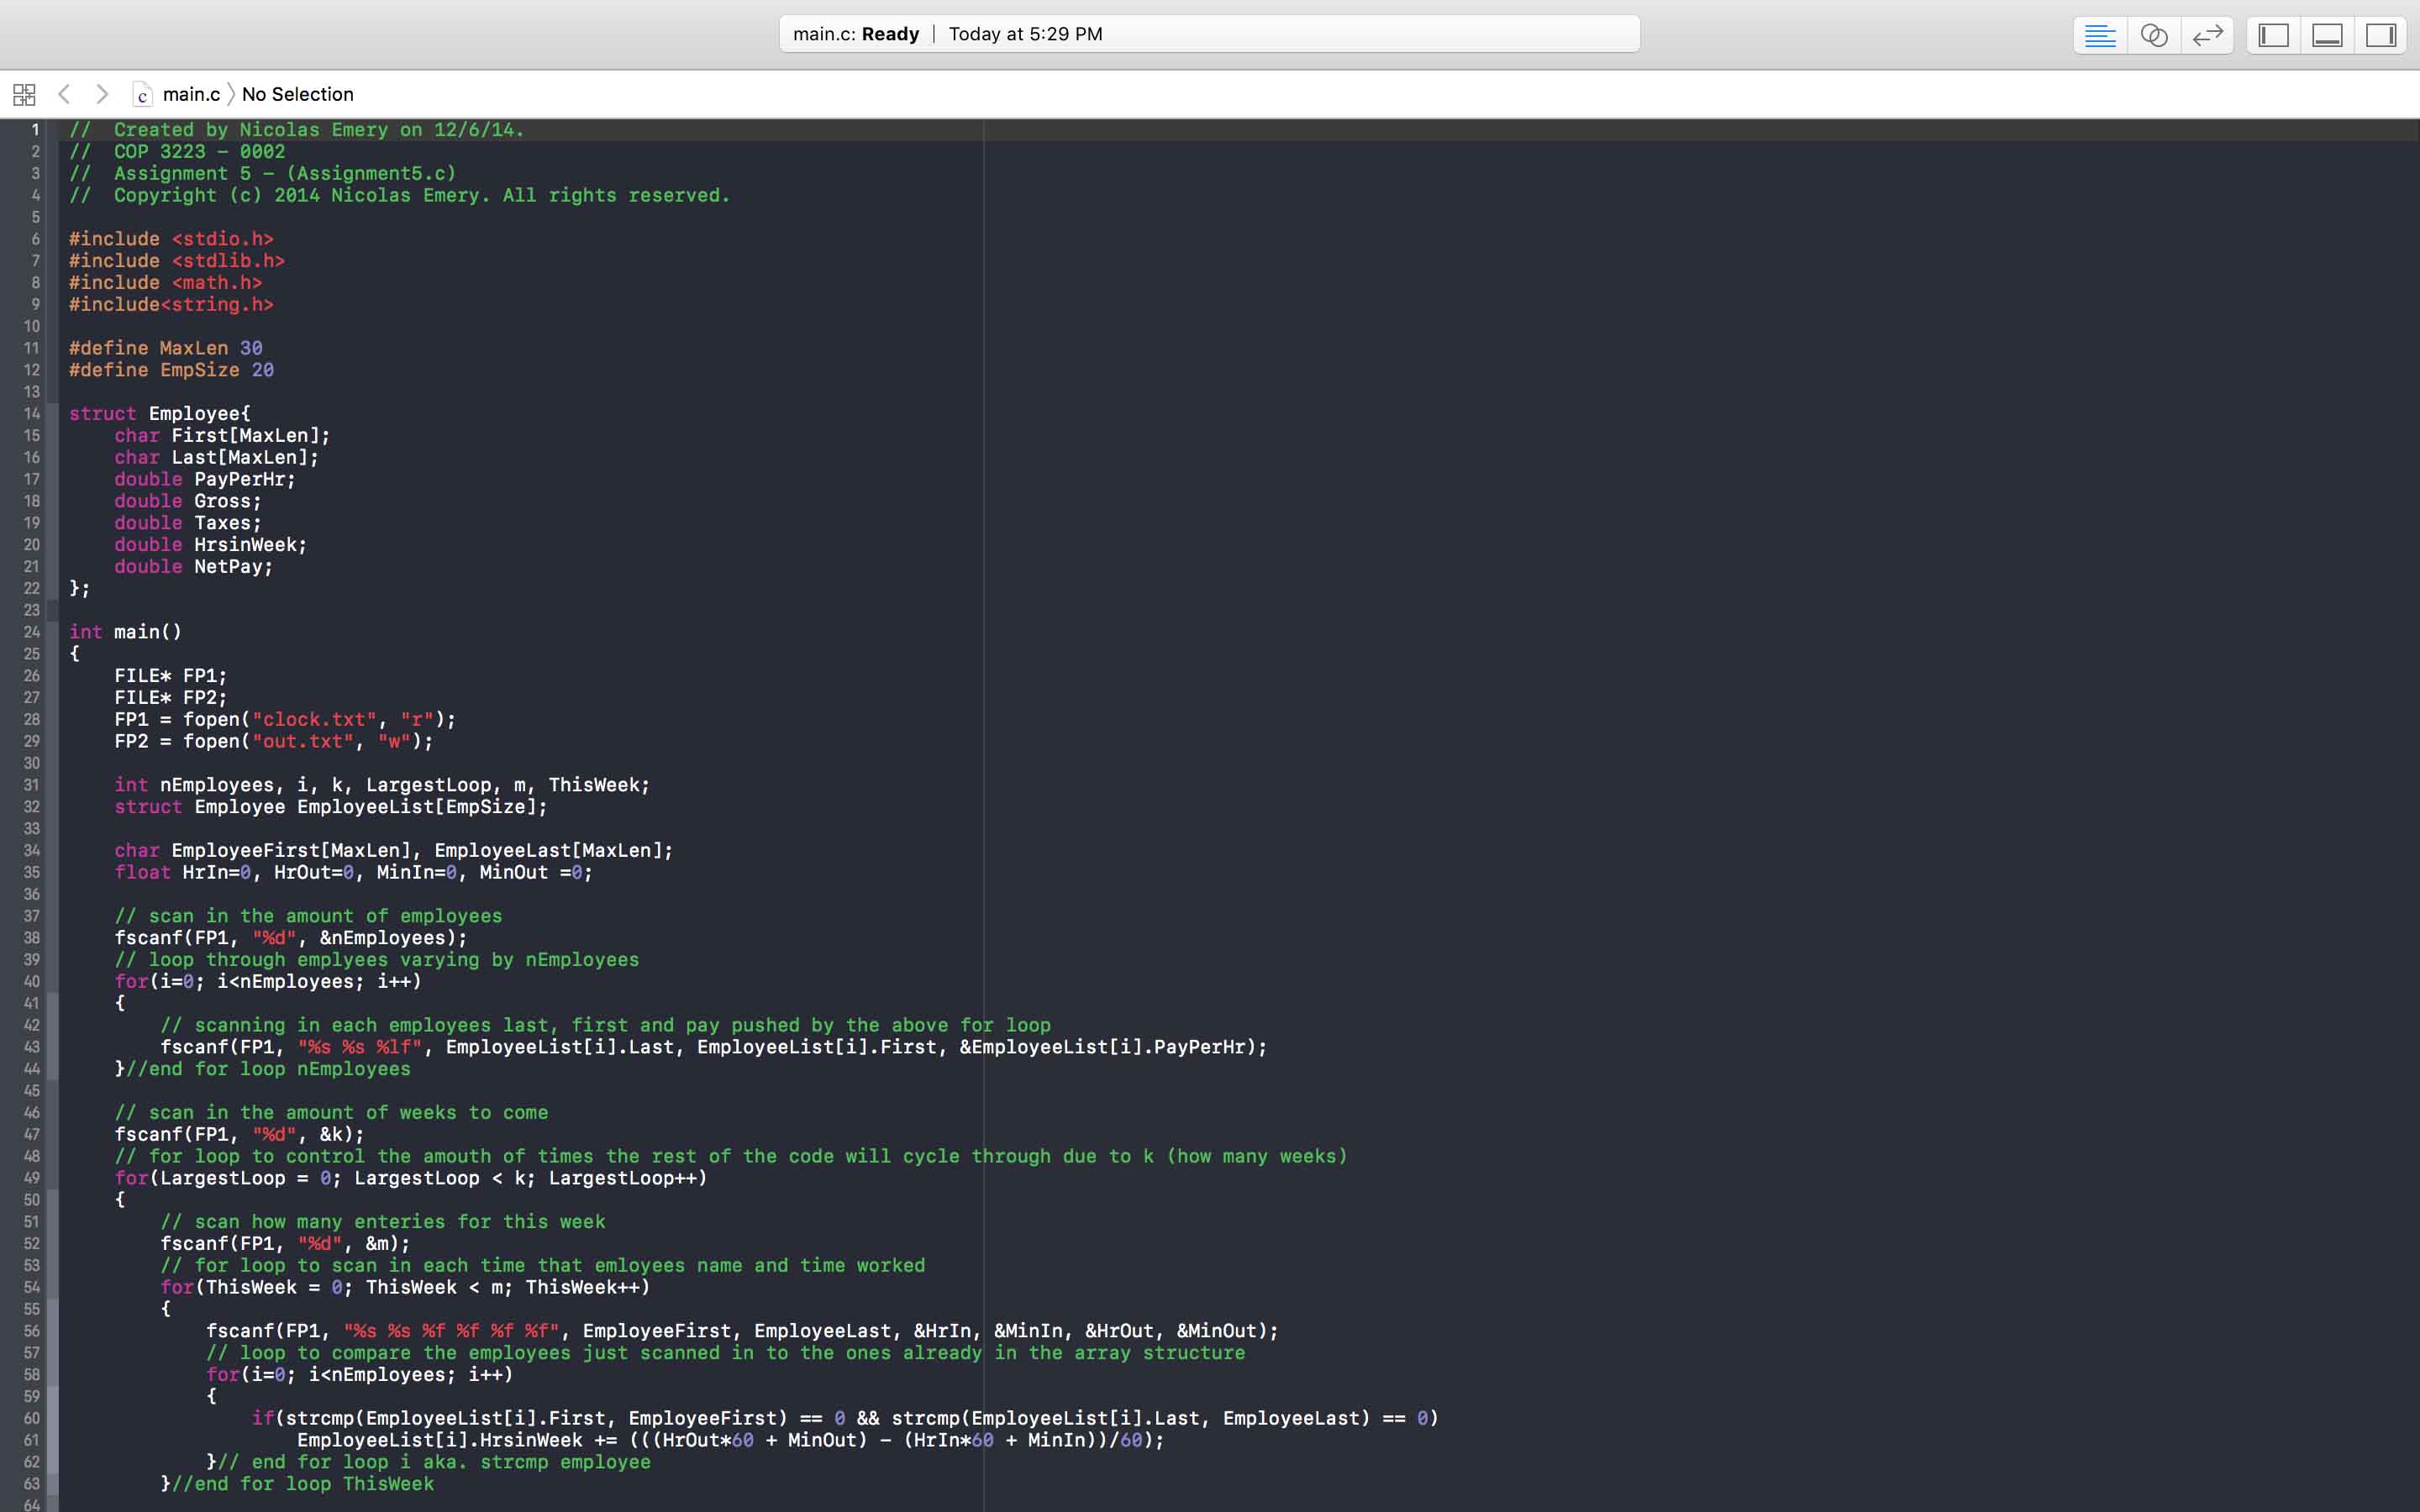 main.c: Ready | Today at 5:29 PM
c main.c 〉 No Selection
1 // Created by Nicolas Emery on 12/6/14.
2 // COP 3223 – 0002
3 // Assignment 5 – (Assignment5.c)
4 // Copyright (c) 2014 Nicolas Emery. All rights reserved.
5
6 #include <stdio.h>
7 #include <stdlib.h>
8 #include <math.h>
9 #include<string.h>
10
11 #define MaxLen 30
12 #define EmpSize 20
13
14 struct Employee{
15 char First[MaxLen];
16 char Last[MaxLen];
17 double PayPerHr;
18 double Gross;
19 double Taxes;
20 double HrsinWeek;
21 double NetPay;
22 };
23
24 int main()
25 {
26 FILE* FP1;
27 FILE* FP2;
28 FP1 = fopen("clock.txt", "r");
29 FP2 = fopen("out.txt", "w");
30
31 int nEmployees, i, k, LargestLoop, m, ThisWeek;
32 struct Employee EmployeeList[EmpSize];
33
34 char EmployeeFirst[MaxLen], EmployeeLast[MaxLen];
35 float HrIn=0, HrOut=0, MinIn=0, MinOut =0;
36
37 // scan in the amount of employees
38 fscanf(FP1, "%d", &nEmployees);
39 // loop through emplyees varying by nEmployees
40 for(i=0; i<nEmployees; i++)
41 {
42 // scanning in each employees last, first and pay pushed by the above for loop
43 fscanf(FP1, "%s %s %lf", EmployeeList[i].Last, EmployeeList[i].First, &EmployeeList[i].PayPerHr);
44 }//end for loop nEmployees
45
46 // scan in the amount of weeks to come
47 fscanf(FP1, "%d", &k);
48 // for loop to control the amouth of times the rest of the code will cycle through due to k (how many weeks)
49 for(LargestLoop = 0; LargestLoop < k; LargestLoop++)
50 {
51 // scan how many enteries for this week
52 fscanf(FP1, "%d", &m);
53 // for loop to scan in each time that emloyees name and time worked
54 for(ThisWeek = 0; ThisWeek < m; ThisWeek++)
55 {
56 fscanf(FP1, "%s %s %f %f %f %f", EmployeeFirst, EmployeeLast, &HrIn, &MinIn, &HrOut, &MinOut);
57 // loop to compare the employees just scanned in to the ones already in the array structure
58 for(i=0; i<nEmployees; i++)
59 {
60 if(strcmp(EmployeeList[i].First, EmployeeFirst) == 0 && strcmp(EmployeeList[i].Last, EmployeeLast) == 0)
61 EmployeeList[i].HrsinWeek += (((HrOut*60 + MinOut) – (HrIn*60 + MinIn))/60);
62 }// end for loop i aka. strcmp employee
63 }//end for loop ThisWeek
64